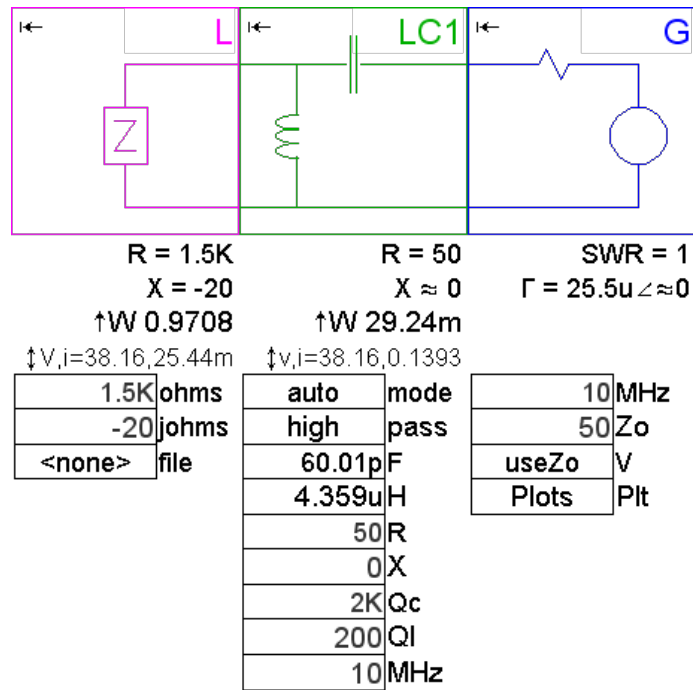 L LC1 G
Z
R = 1.5K R = 50 SWR = 1
X = -20 X ≈ 0 Γ = 25.5u∠≈0
↑W 0.9708 ↑W 29.24m
↕V,i=38.16,25.44m ↕v,i=38.16,0.1393
1.5K ohms auto mode 10 MHz
-20 johms high pass 50 Zo
<none> file 60.01p F useZo V
4.359u H Plots Plt
50 R
0 X
2K Qc
200 Ql
10 MHz